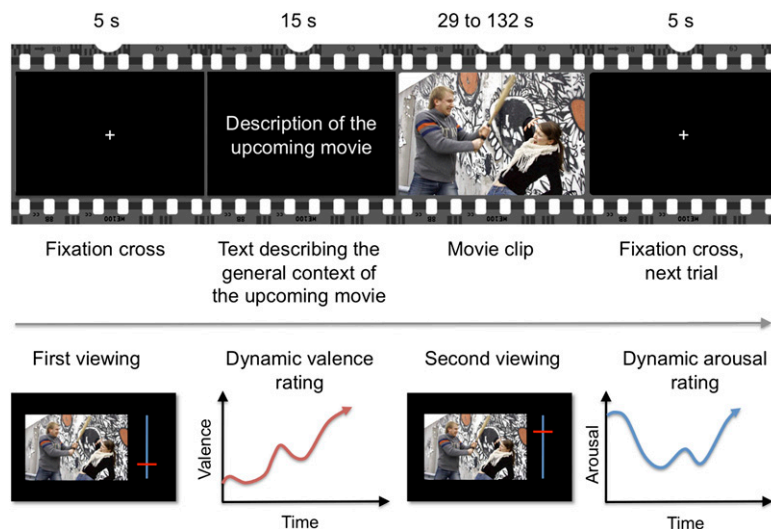 5 s
15 s
29 to 132 s
5 s
+
Description of the
upcoming movie
+
ME100
ME100
Fixation cross
Text describing the
general context of
the upcoming movie
Movie clip
Fixation cross,
next trial
First viewing
Dynamic valence
rating
Second viewing
Dynamic arousal
rating
Valence
Time
Arousal
Time